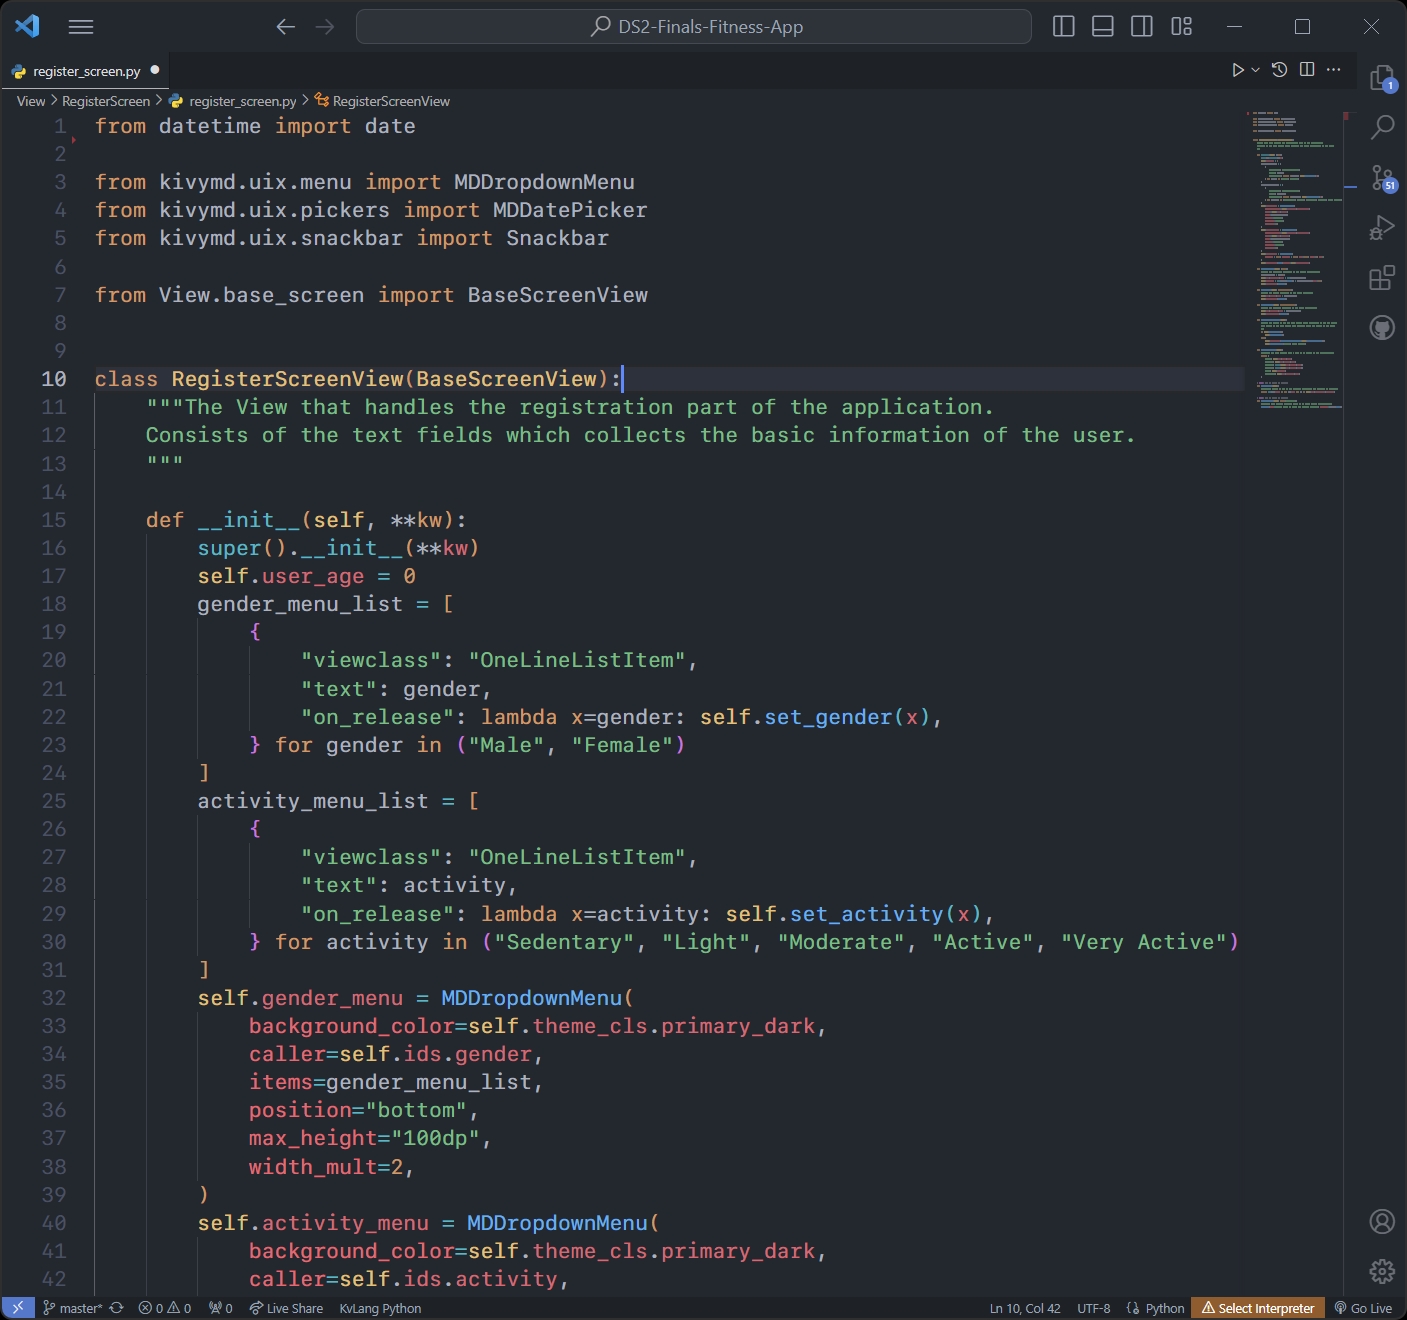 DS2-Finals-Fitness-App
register_screen.py
View > RegisterScreen > register_screen.py > RegisterScreenView
1
1 from datetime import date
2
3 from kivymd.uix.menu import MDDropdownMenu
4 from kivymd.uix.pickers import MDDatePicker
51
5 from kivymd.uix.snackbar import Snackbar
6
7 from View.base_screen import BaseScreenView
8
9
10 class RegisterScreenView(BaseScreenView):
11     """The View that handles the registration part of the application.
12     Consists of the text fields which collects the basic information of the user.
13     """
14
15     def __init__(self, **kw):
16         super().__init__(**kw)
17         self.user_age = 0
18         gender_menu_list = [
19             {
20                 "viewclass": "OneLineListItem",
21                 "text": gender,
22                 "on_release": lambda x=gender: self.set_gender(x),
23             } for gender in ("Male", "Female")
24         ]
25         activity_menu_list = [
26             {
27                 "viewclass": "OneLineListItem",
28                 "text": activity,
29                 "on_release": lambda x=activity: self.set_activity(x),
30             } for activity in ("Sedentary", "Light", "Moderate", "Active", "Very Active")
31         ]
32         self.gender_menu = MDDropdownMenu(
33             background_color=self.theme_cls.primary_dark,
34             caller=self.ids.gender,
35             items=gender_menu_list,
36             position="bottom",
37             max_height="100dp",
38             width_mult=2,
39         )
40         self.activity_menu = MDDropdownMenu(
41             background_color=self.theme_cls.primary_dark,
42             caller=self.ids.activity,
master* 0 0 0 Live Share KvLang Python Ln 10, Col 42 UTF-8 Python Select Interpreter Go Live